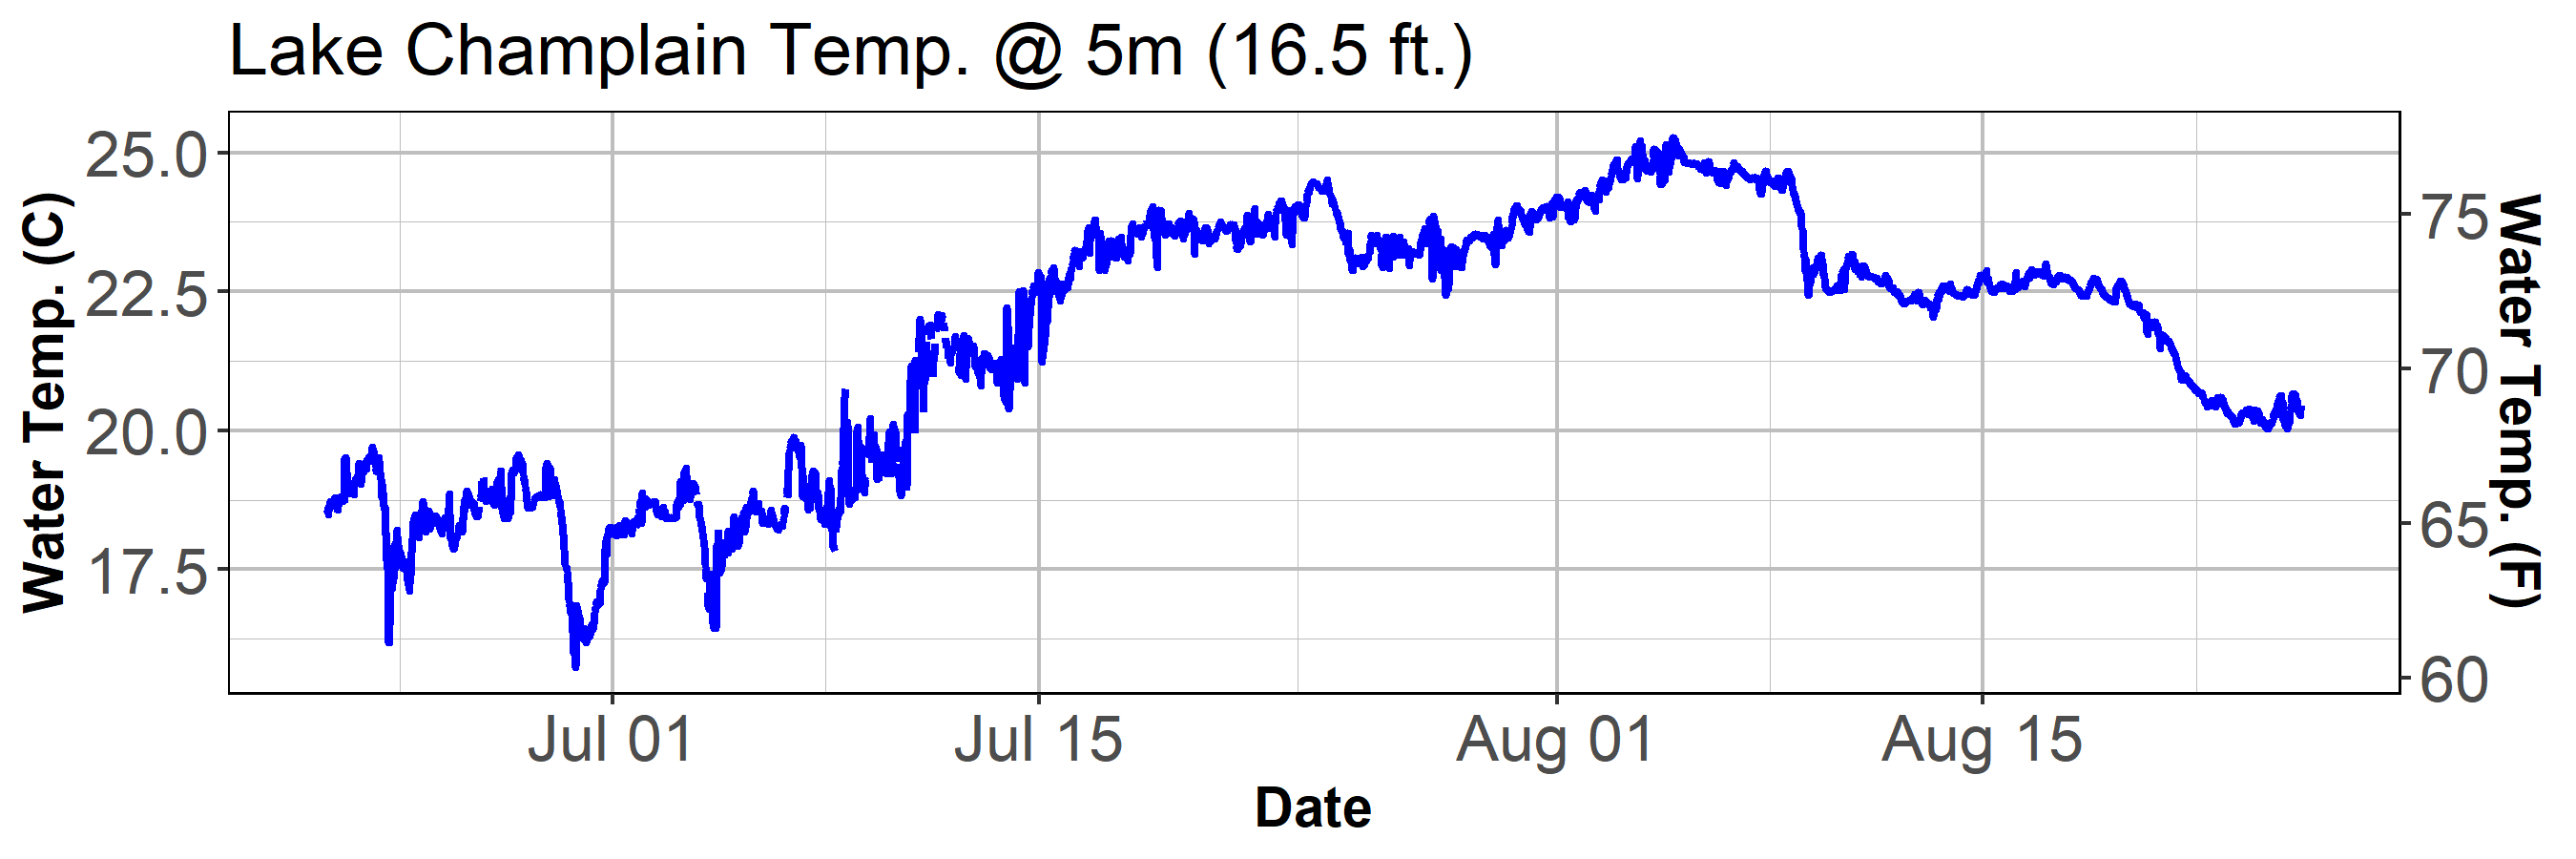 Lake Champlain Temp. @ 5m (16.5 ft.)
Water Temp. (C)
25.0
22.5
20.0
17.5
75
70
65
60
Water Temp. (F)
Jul 01
Jul 15
Aug 01
Aug 15
Date